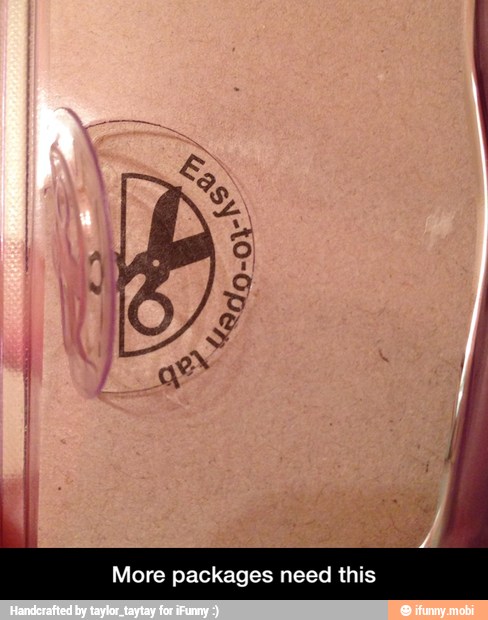 Easy-to-open tab
More packages need this
Handcrafted by taylor_taytay for iFunny :)
ifunny.mobi